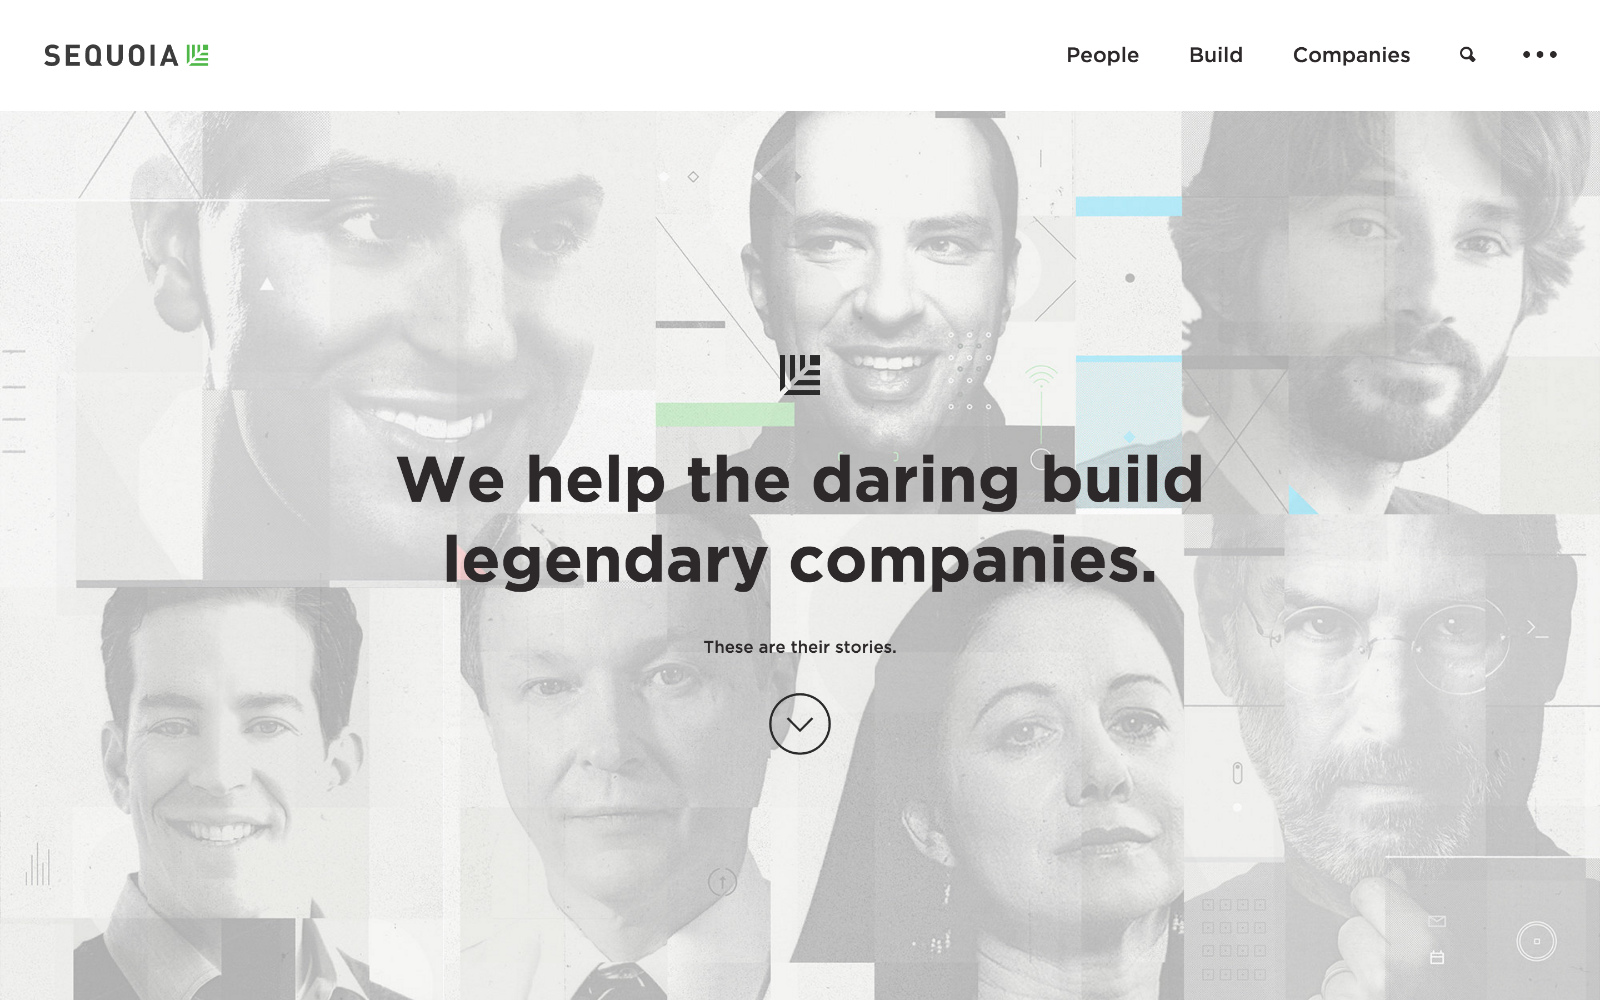 SEQUOIA
People Build Companies
We help the daring build
legendary companies.
These are their stories.